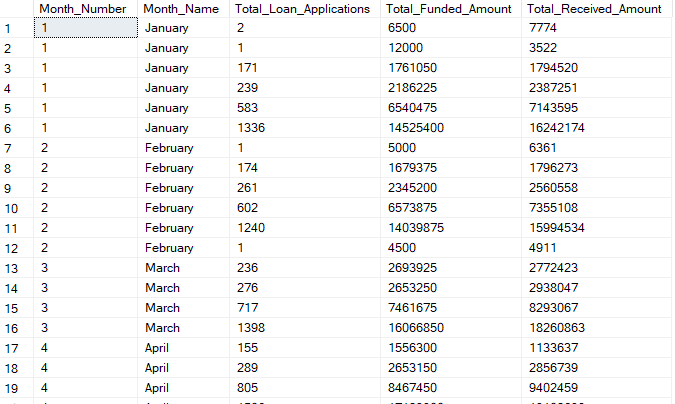 Month_Number Month_Name Total_Loan_Applications Total_Funded_Amount Total_Received_Amount
1 1 January 2 6500 7774
2 1 January 1 12000 3522
3 1 January 171 1761050 1794520
4 1 January 239 2186225 2387251
5 1 January 583 6540475 7143595
6 1 January 1336 14525400 16242174
7 2 February 1 5000 6361
8 2 February 174 1679375 1796273
9 2 February 261 2345200 2560558
10 2 February 602 6573875 7355108
11 2 February 1240 14039875 15994534
12 2 February 1 4500 4911
13 3 March 236 2693925 2772423
14 3 March 276 2653250 2938047
15 3 March 717 7461675 8293067
16 3 March 1398 16066850 18260863
17 4 April 155 1556300 1133637
18 4 April 289 2653150 2856739
19 4 April 805 8467450 9402459